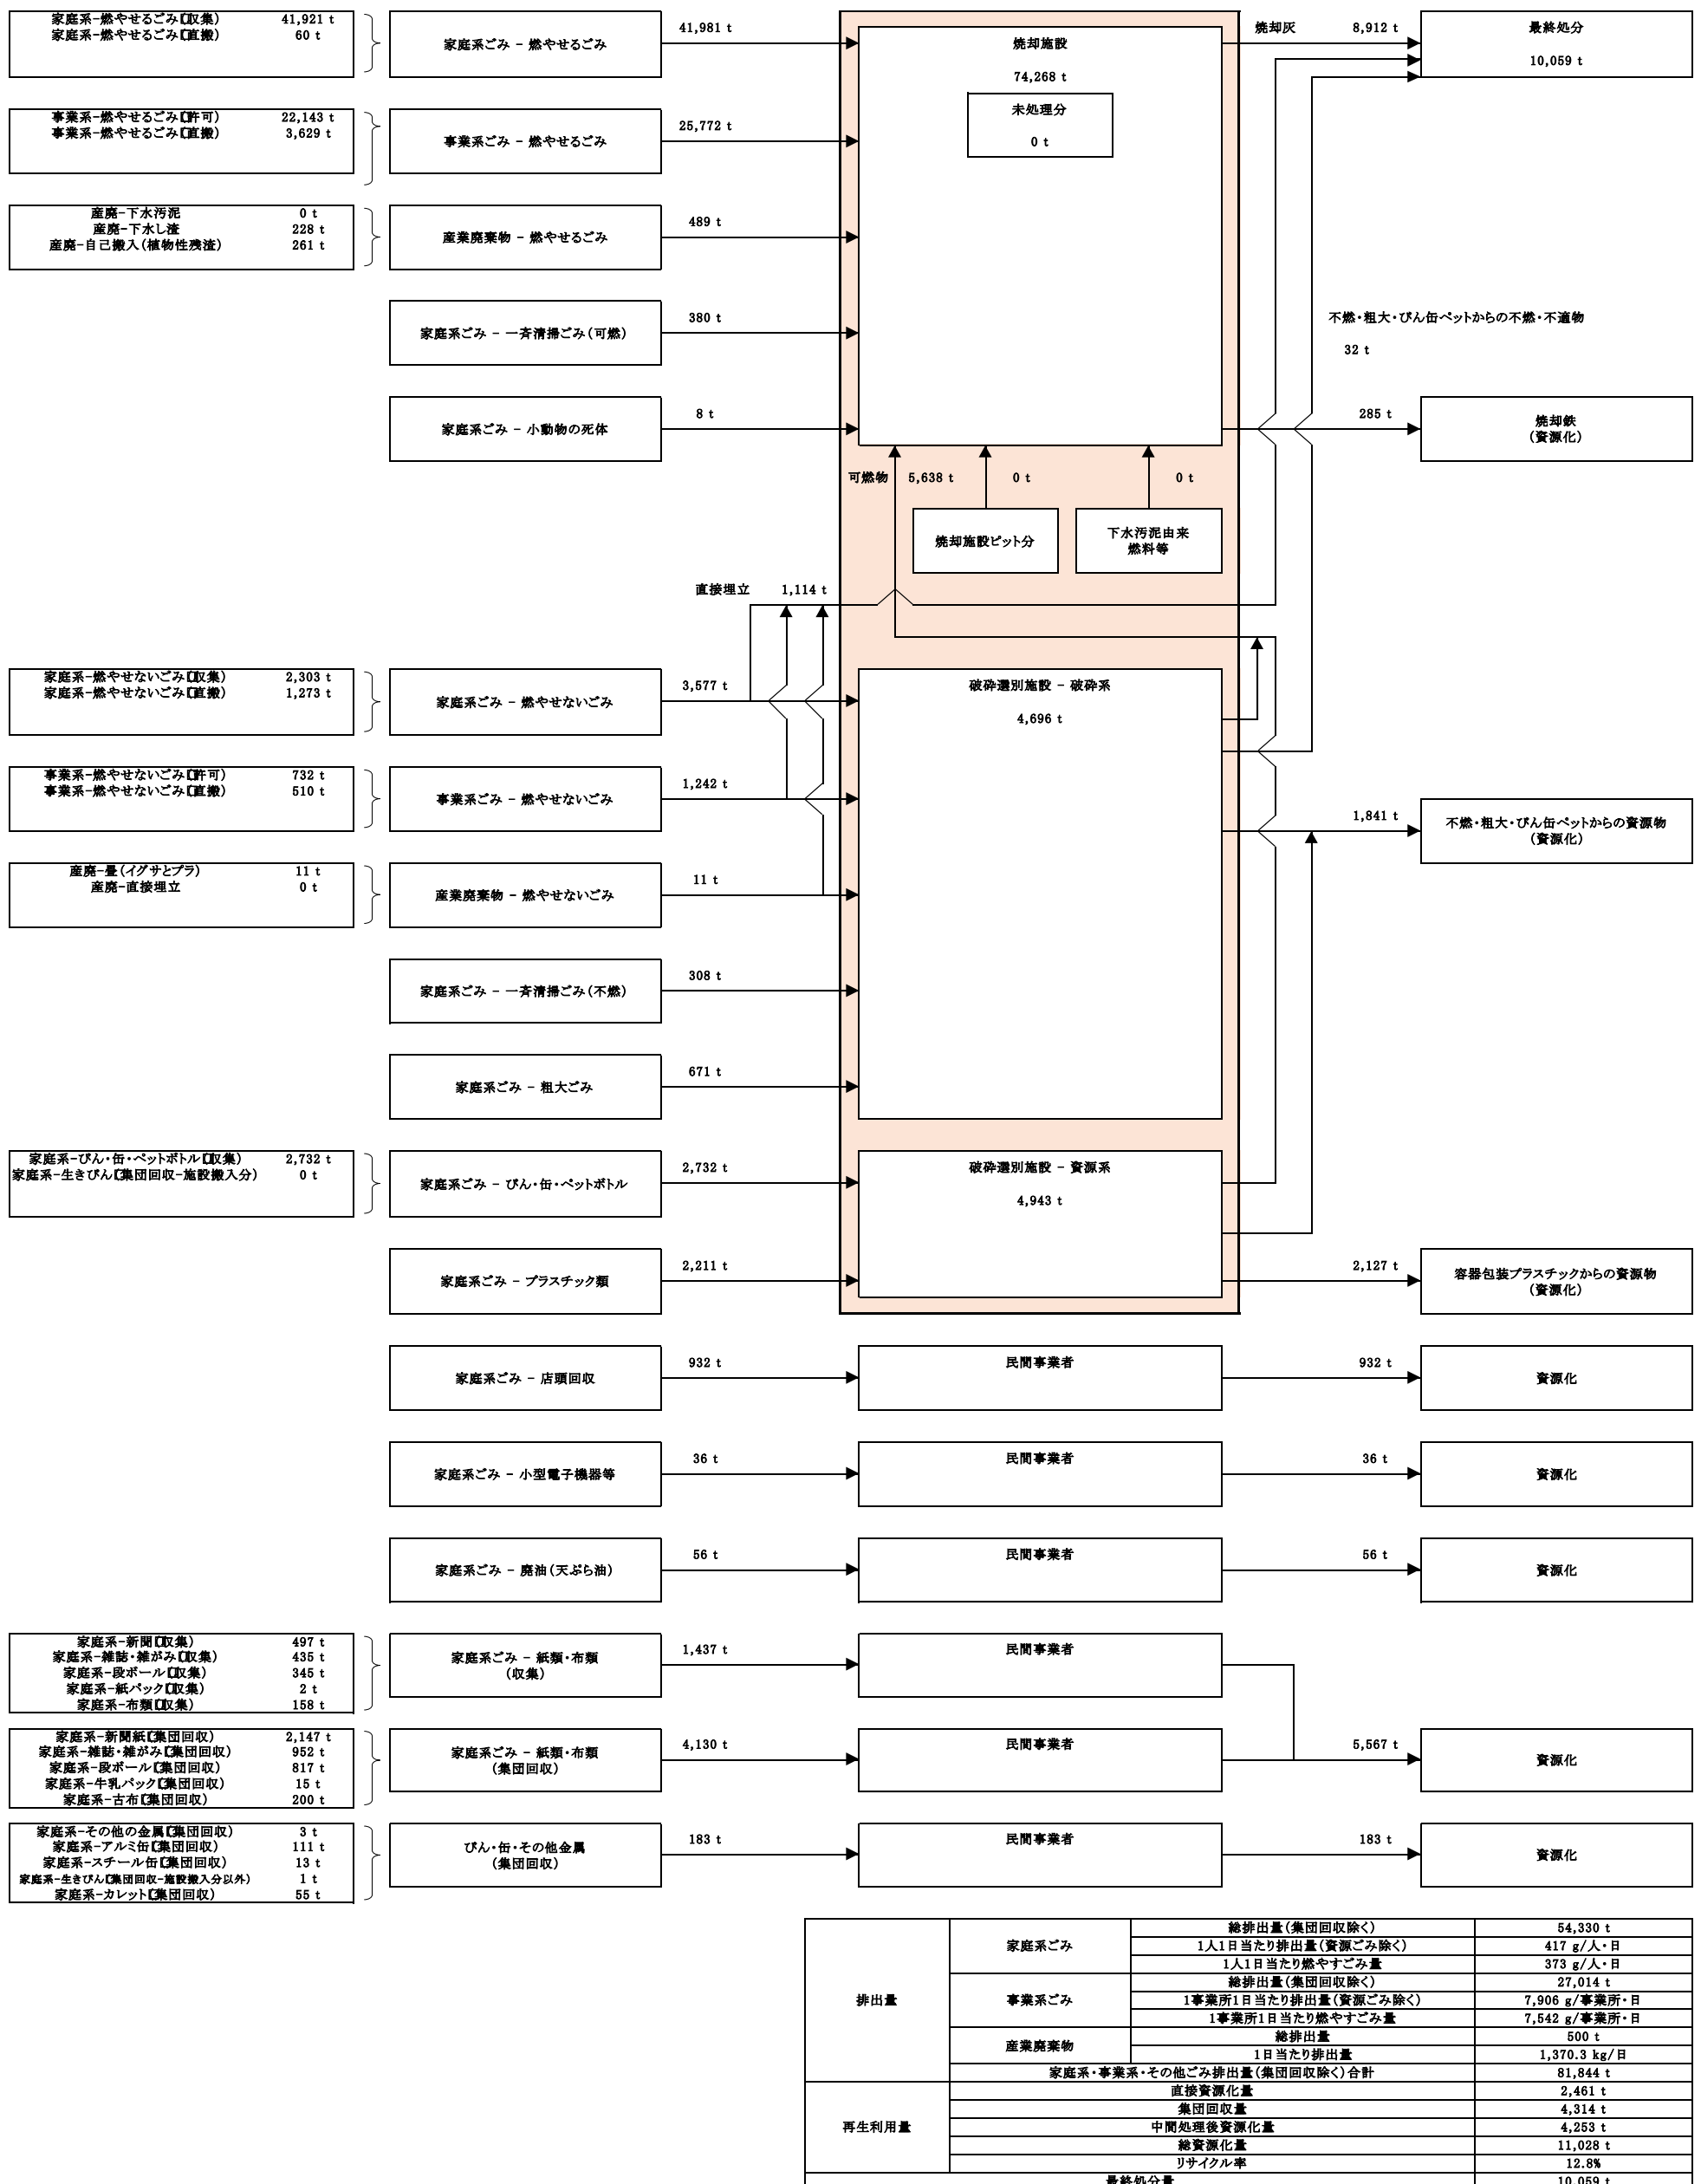 家庭系-燃やせるごみ【収集） 41,921 t
家庭系-燃やせるごみ【直搬） 60 t
家庭系ごみ － 燃やせるごみ
41,981 t
焼却施設
74,268 t
未処理分
0 t
焼却灰 8,912 t
最終処分
10,059 t
事業系-燃やせるごみ【許可） 22,143 t
事業系-燃やせるごみ【直搬） 3,629 t
事業系ごみ － 燃やせるごみ
25,772 t
産廃-下水汚泥 0 t
産廃-下水し渣 228 t
産廃-自己搬入（植物性残渣） 261 t
産業廃棄物 － 燃やせるごみ
489 t
家庭系ごみ － 一斉清掃ごみ（可燃）
380 t
不燃・粗大・びん缶ペットからの不燃・不適物
32 t
家庭系ごみ － 小動物の死体
8 t
285 t
焼却鉄
（資源化）
可燃物 5,638 t
0 t
0 t
焼却施設ピット分
下水汚泥由来
燃料等
直接埋立 1,114 t
家庭系-燃やせないごみ【収集） 2,303 t
家庭系-燃やせないごみ【直搬） 1,273 t
家庭系ごみ － 燃やせないごみ
3,577 t
破砕選別施設 － 破砕系
4,696 t
事業系-燃やせないごみ【許可） 732 t
事業系-燃やせないごみ【直搬） 510 t
事業系ごみ － 燃やせないごみ
1,242 t
1,841 t
不燃・粗大・びん缶ペットからの資源物
（資源化）
産廃-畳（イグサとプラ） 11 t
産廃-直接埋立 0 t
産業廃棄物 － 燃やせないごみ
11 t
家庭系ごみ － 一斉清掃ごみ（不燃）
308 t
家庭系ごみ － 粗大ごみ
671 t
家庭系-びん・缶・ペットボトル【収集） 2,732 t
家庭系-生きびん【集団回収-施設搬入分） 0 t
家庭系ごみ － びん・缶・ペットボトル
2,732 t
破砕選別施設 － 資源系
4,943 t
家庭系ごみ － プラスチック類
2,211 t
2,127 t
容器包装プラスチックからの資源物
（資源化）
家庭系ごみ － 店頭回収
932 t
民間事業者
932 t
資源化
家庭系ごみ － 小型電子機器等
36 t
民間事業者
36 t
資源化
家庭系ごみ － 廃油（天ぷら油）
56 t
民間事業者
56 t
資源化
家庭系-新聞【収集） 497 t
家庭系-雑誌・雑がみ【収集） 435 t
家庭系-段ボール【収集） 345 t
家庭系-紙パック【収集） 2 t
家庭系-布類【収集） 158 t
家庭系ごみ － 紙類・布類
（収集）
1,437 t
民間事業者
家庭系-新聞紙【集団回収） 2,147 t
家庭系-雑誌・雑がみ【集団回収） 952 t
家庭系-段ボール【集団回収） 817 t
家庭系-牛乳パック【集団回収） 15 t
家庭系-古布【集団回収） 200 t
家庭系ごみ － 紙類・布類
（集団回収）
4,130 t
民間事業者
5,567 t
資源化
家庭系-その他の金属【集団回収） 3 t
家庭系-アルミ缶【集団回収） 111 t
家庭系-スチール缶【集団回収） 13 t
家庭系-生きびん【集団回収-施設搬入分以外） 1 t
家庭系-カレット【集団回収） 55 t
びん・缶・その他金属
（集団回収）
183 t
民間事業者
183 t
資源化
排出量
家庭系ごみ
総排出量（集団回収除く） 54,330 t
1人1日当たり排出量（資源ごみ除く） 417 g/人・日
1人1日当たり燃やすごみ量 373 g/人・日
事業系ごみ
総排出量（集団回収除く） 27,014 t
1事業所1日当たり排出量（資源ごみ除く） 7,906 g/事業所・日
1事業所1日当たり燃やすごみ量 7,542 g/事業所・日
産業廃棄物
総排出量 500 t
1日当たり排出量 1,370.3 kg/日
家庭系・事業系・その他ごみ排出量（集団回収除く）合計 81,844 t
再生利用量
直接資源化量 2,461 t
集団回収量 4,314 t
中間処理後資源化量 4,253 t
総資源化量 11,028 t
リサイクル率 12.8%
最終処分量 10,059 t